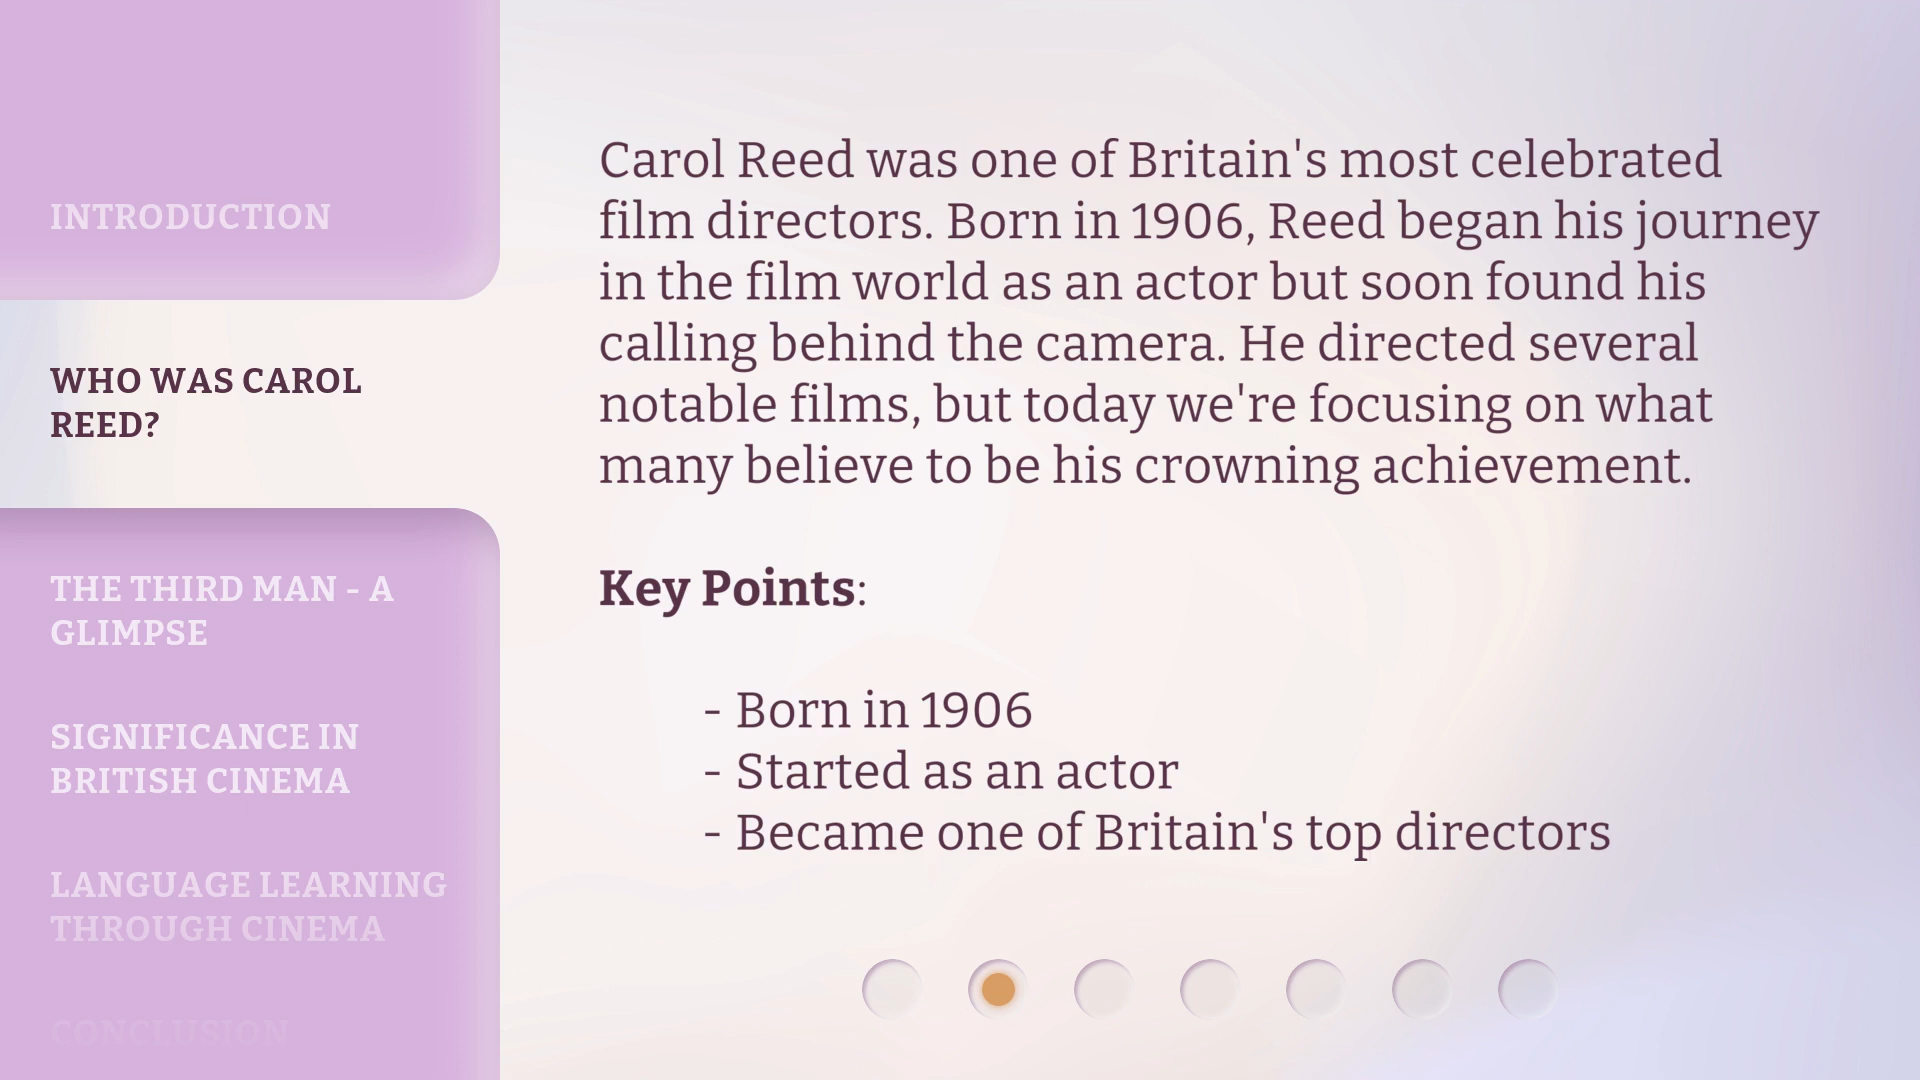 INTRODUCTION
WHO WAS CAROL
REED?
THE THIRD MAN - A
GLIMPSE
SIGNIFICANCE IN
BRITISH CINEMA
LANGUAGE LEARNING
THROUGH CINEMA
CONCLUSION
Carol Reed was one of Britain's most celebrated
film directors. Born in 1906, Reed began his journey
in the film world as an actor but soon found his
calling behind the camera. He directed several
notable films, but today we're focusing on what
many believe to be his crowning achievement.
Key Points:
- Born in 1906
- Started as an actor
- Became one of Britain's top directors